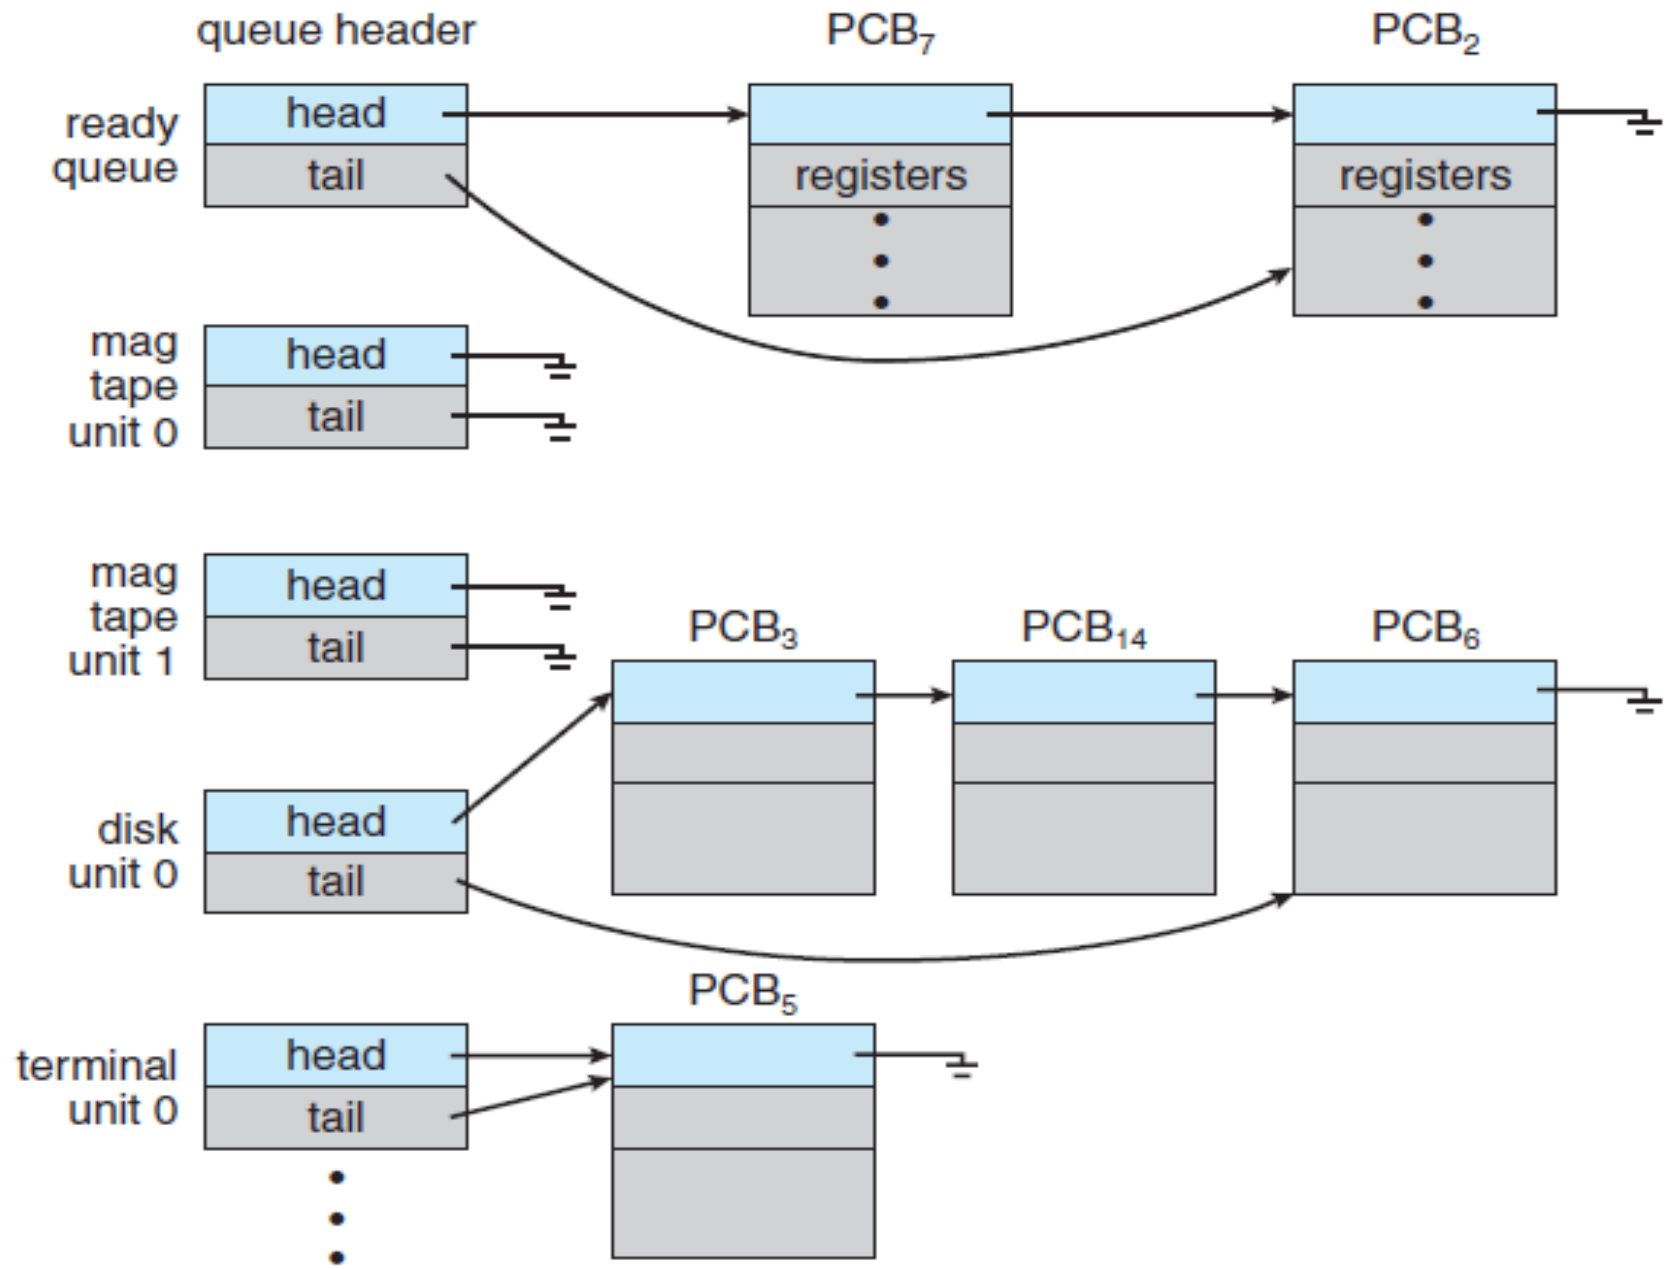 queue header
PCB₇
PCB₂
ready
queue
head
tail
registers
registers
mag
tape
unit 0
head
tail
mag
tape
unit 1
head
tail
PCB₃
PCB₁₄
PCB₆
disk
unit 0
head
tail
PCB₅
terminal
unit 0
head
tail